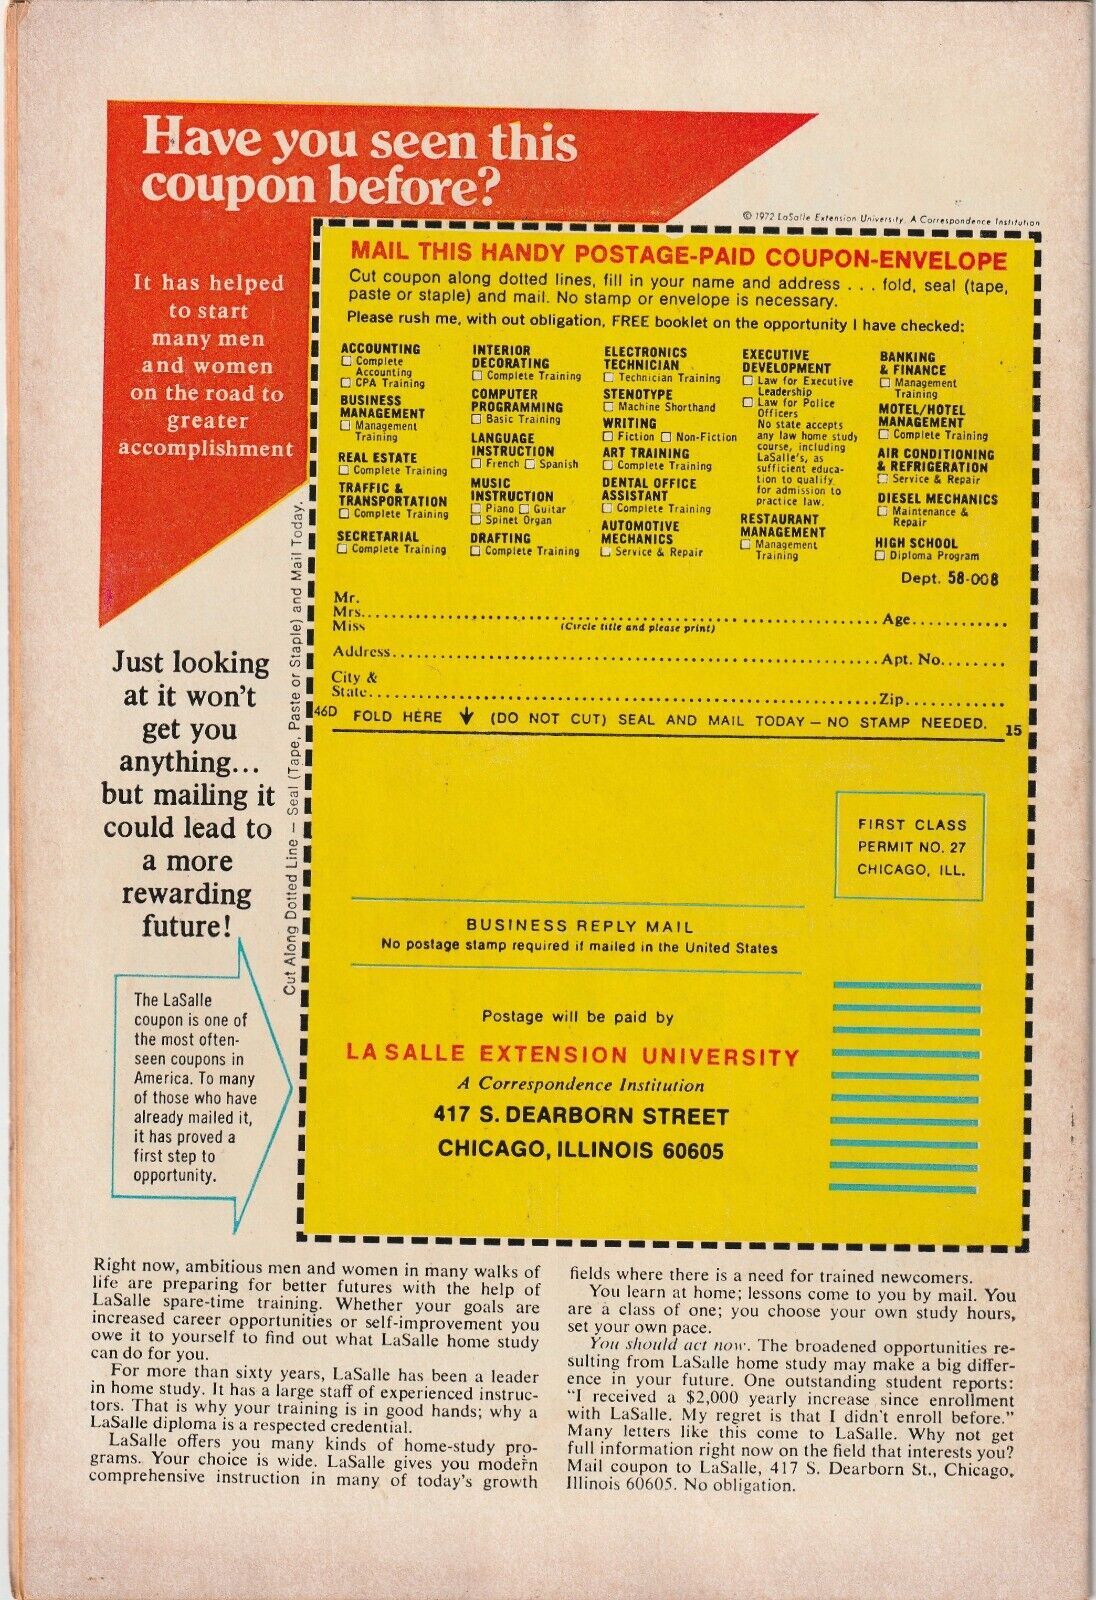 Have you seen this
coupon before?
© 1972 LaSalle Extension University, A Correspondence Institution
It has helped
to start
many men
and women
on the road to
greater
accomplishment
MAIL THIS HANDY POSTAGE-PAID COUPON-ENVELOPE
Cut coupon along dotted lines, fill in your name and address . . . fold, seal (tape,
paste or staple) and mail. No stamp or envelope is necessary.
Please rush me, with out obligation, FREE booklet on the opportunity I have checked:
ACCOUNTING
☐ Complete
Accounting
☐ CPA Training
BUSINESS
MANAGEMENT
☐ Management
Training
REAL ESTATE
☐ Complete Training
TRAFFIC &
TRANSPORTATION
☐ Complete Training
SECRETARIAL
☐ Complete Training
INTERIOR
DECORATING
☐ Complete Training
COMPUTER
PROGRAMMING
☐ Basic Training
LANGUAGE
INSTRUCTION
☐ French ☐ Spanish
MUSIC
INSTRUCTION
☐ Piano ☐ Guitar
☐ Spinet Organ
DRAFTING
☐ Complete Training
ELECTRONICS
TECHNICIAN
☐ Technician Training
STENOTYPE
☐ Machine Shorthand
WRITING
☐ Fiction ☐ Non-Fiction
ART TRAINING
☐ Complete Training
DENTAL OFFICE
ASSISTANT
☐ Complete Training
AUTOMOTIVE
MECHANICS
☐ Service & Repair
EXECUTIVE
DEVELOPMENT
☐ Law for Executive
Leadership
☐ Law for Police
Officers
No state accepts
any law home study
course, including
LaSalle's, as
sufficient educa-
tion to qualify
for admission to
practice law.
RESTAURANT
MANAGEMENT
☐ Management
Training
BANKING
& FINANCE
☐ Management
Training
MOTEL/HOTEL
MANAGEMENT
☐ Complete Training
AIR CONDITIONING
& REFRIGERATION
☐ Service & Repair
DIESEL MECHANICS
☐ Maintenance &
Repair
HIGH SCHOOL
☐ Diploma Program
Dept. 58-008
Mr.
Mrs. Age
Miss (Circle title and please print)
Address Apt. No.
City &
State Zip
46D FOLD HERE ↓ (DO NOT CUT) SEAL AND MAIL TODAY — NO STAMP NEEDED. 15
Cut Along Dotted Line — Seal (Tape, Paste or Staple) and Mail Today.
Just looking
at it won't
get you
anything...
but mailing it
could lead to
a more
rewarding
future!
FIRST CLASS
PERMIT NO. 27
CHICAGO, ILL.
BUSINESS REPLY MAIL
No postage stamp required if mailed in the United States
Postage will be paid by
LA SALLE EXTENSION UNIVERSITY
A Correspondence Institution
417 S. DEARBORN STREET
CHICAGO, ILLINOIS 60605
The LaSalle
coupon is one of
the most often-
seen coupons in
America. To many
of those who have
already mailed it,
it has proved a
first step to
opportunity.
Right now, ambitious men and women in many walks of
life are preparing for better futures with the help of
LaSalle spare-time training. Whether your goals are
increased career opportunities or self-improvement you
owe it to yourself to find out what LaSalle home study
can do for you.
For more than sixty years, LaSalle has been a leader
in home study. It has a large staff of experienced instruc-
tors. That is why your training is in good hands; why a
LaSalle diploma is a respected credential.
LaSalle offers you many kinds of home-study pro-
grams. Your choice is wide. LaSalle gives you modern
comprehensive instruction in many of today's growth
fields where there is a need for trained newcomers.
You learn at home; lessons come to you by mail. You
are a class of one; you choose your own study hours,
set your own pace.
You should act now. The broadened opportunities re-
sulting from LaSalle home study may make a big differ-
ence in your future. One outstanding student reports:
"I received a $2,000 yearly increase since enrollment
with LaSalle. My regret is that I didn't enroll before."
Many letters like this come to LaSalle. Why not get
full information right now on the field that interests you?
Mail coupon to LaSalle, 417 S. Dearborn St., Chicago,
Illinois 60605. No obligation.